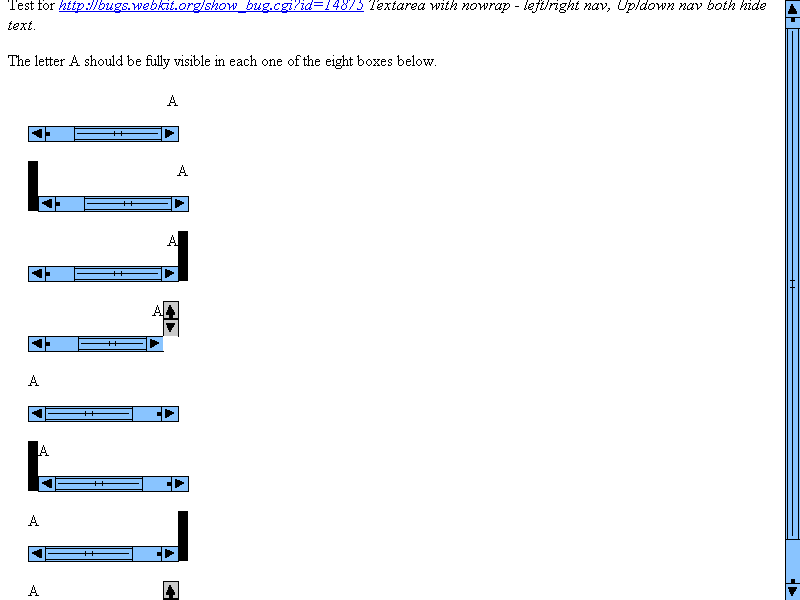 Test for http://bugs.webkit.org/show_bug.cgi?id=14875 Textarea with nowrap - left/right nav, Up/down nav both hide
text.
The letter A should be fully visible in each one of the eight boxes below.
A
A
A
A
A
A
A
A